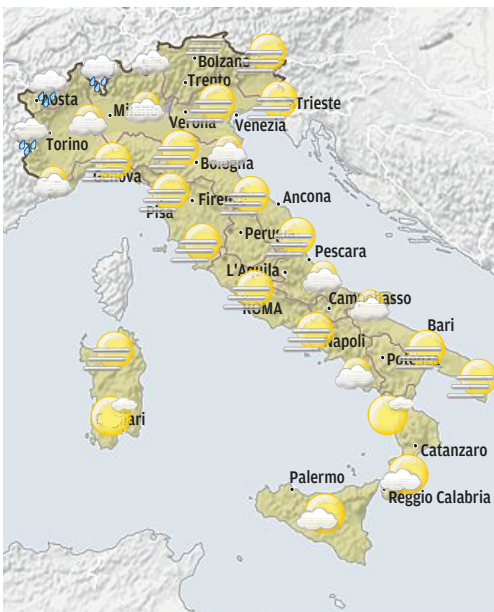 Bolzano
Trento
Aosta
Milano
Verona
Venezia
Trieste
Torino
Genova
Bologna
Pisa
Firenze
Ancona
Perugia
Pescara
L'Aquila
ROMA
Campobasso
Napoli
Bari
Potenza
Cagliari
Catanzaro
Palermo
Reggio Calabria